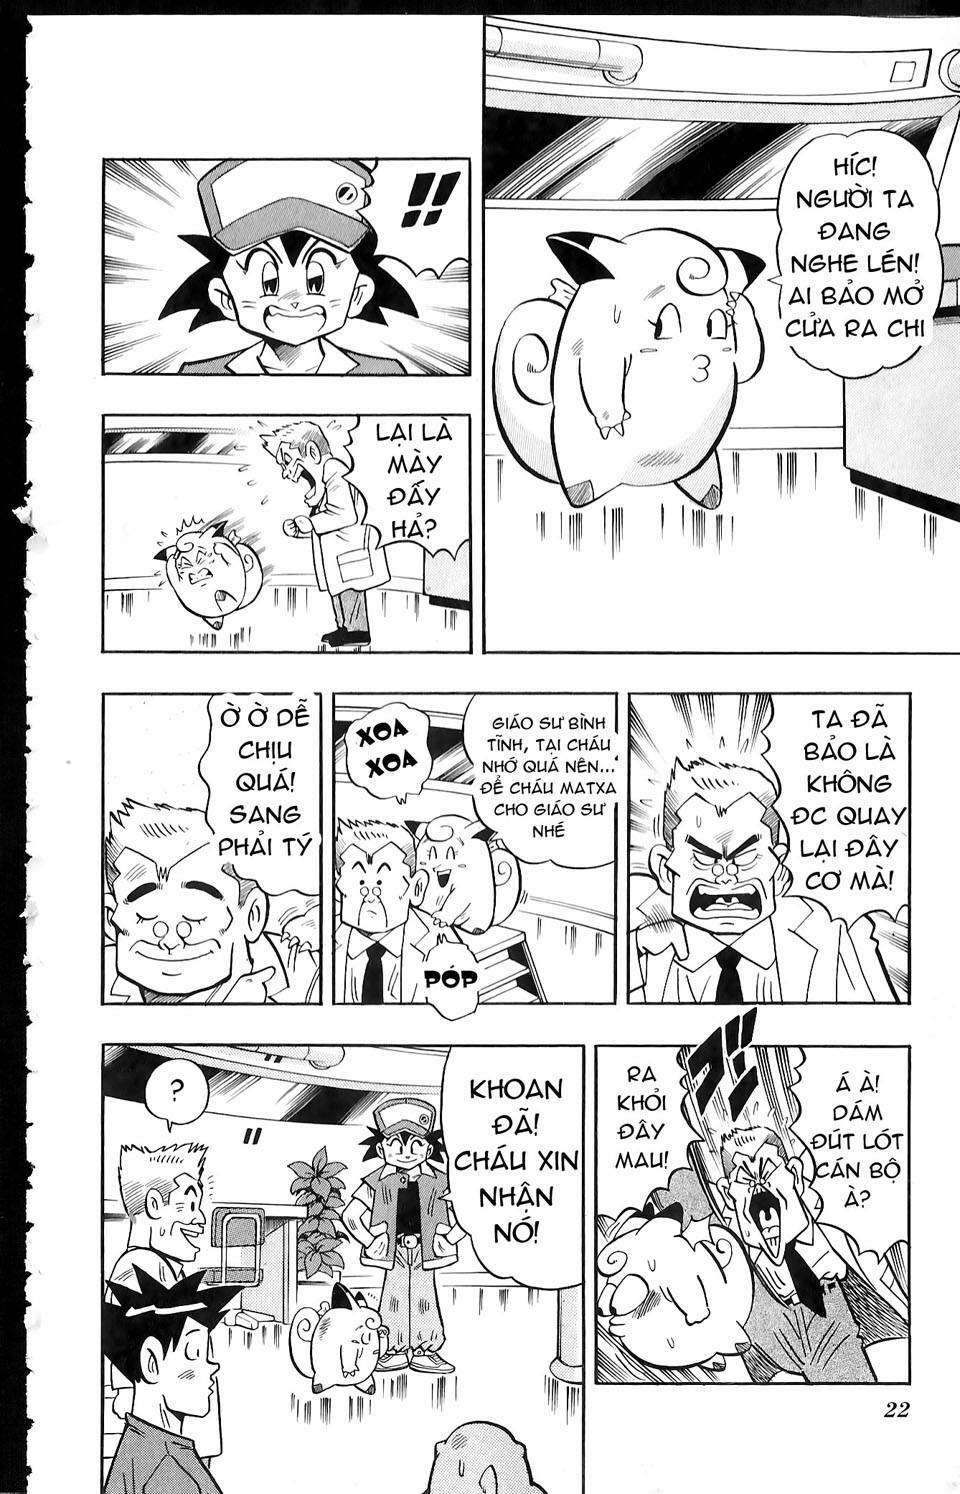 HÍC!
NGƯỜI TA
ĐANG
NGHE LÉN!
AI BẢO MỞ
CỬA RA CHI
!!
LẠI LÀ
MÀY
ĐẤY
HẢ?
TA ĐÃ
BẢO LÀ
KHÔNG
ĐC QUAY
LẠI ĐÂY
CƠ MÀ!
GIÁO SƯ BÌNH
TĨNH, TẠI CHÁU
NHỚ QUÁ NÊN...
ĐỂ CHÁU MATXA
CHO GIÁO SƯ
NHÉ
XOA
XOA
PÓP
Ờ Ờ DỄ
CHỊU
QUÁ!
SANG
PHẢI TÝ
Á À!
DÁM
ĐÚT LÓT
CÁN BỘ
À?
RA
KHỎI
ĐÂY
MAU!
KHOAN
ĐÃ!
CHÁU XIN
NHẬN
NÓ!
?
22